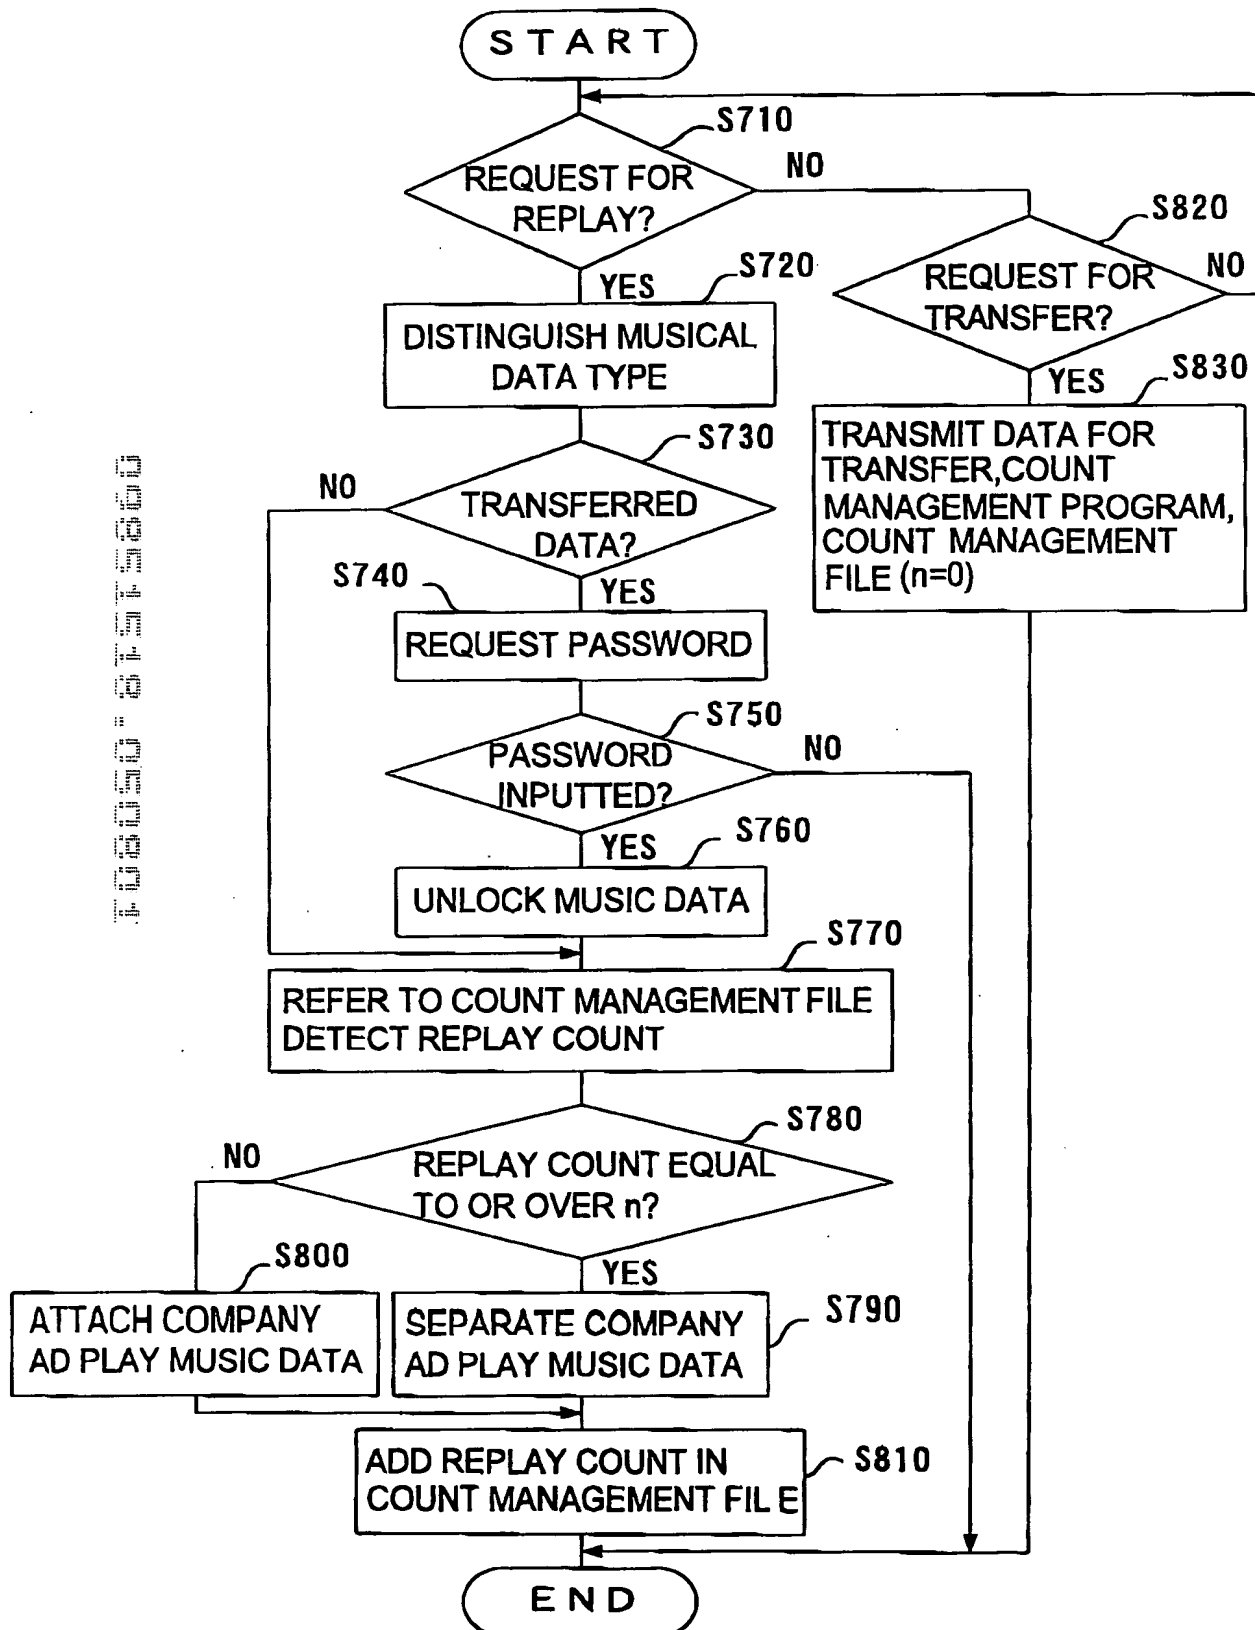 START
S710
REQUEST FOR
REPLAY?
NO
S820
REQUEST FOR
TRANSFER?
NO
YES
S720
DISTINGUISH MUSICAL
DATA TYPE
YES
S830
TRANSMIT DATA FOR
TRANSFER,COUNT
MANAGEMENT PROGRAM,
COUNT MANAGEMENT
FILE (n=0)
S730
NO
TRANSFERRED
DATA?
S740
YES
REQUEST PASSWORD
S750
PASSWORD
INPUTTED?
NO
YES
S760
UNLOCK MUSIC DATA
S770
REFER TO COUNT MANAGEMENT FILE
DETECT REPLAY COUNT
S780
NO
REPLAY COUNT EQUAL
TO OR OVER n?
YES
S800
ATTACH COMPANY
AD PLAY MUSIC DATA
S790
SEPARATE COMPANY
AD PLAY MUSIC DATA
S810
ADD REPLAY COUNT IN
COUNT MANAGEMENT FILE
END